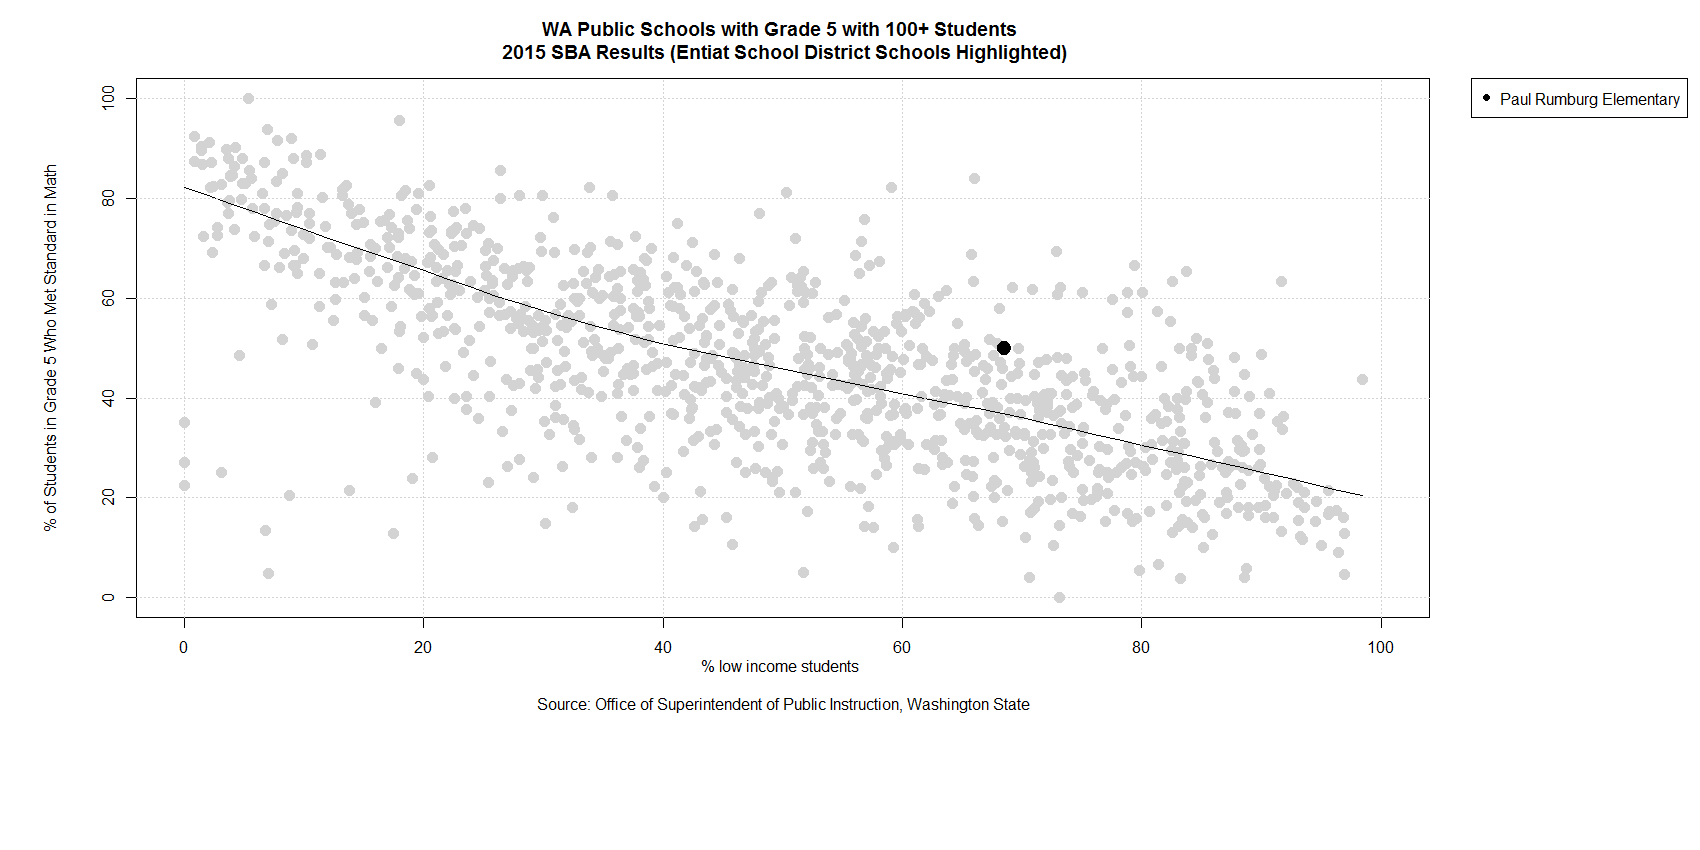 WA Public Schools with Grade 5 with 100+ Students
2015 SBA Results (Entiat School District Schools Highlighted)
Paul Rumburg Elementary
% of Students in Grade 5 Who Met Standard in Math
100
80
60
40
20
0
0 20 40 60 80 100
% low income students
Source: Office of Superintendent of Public Instruction, Washington State